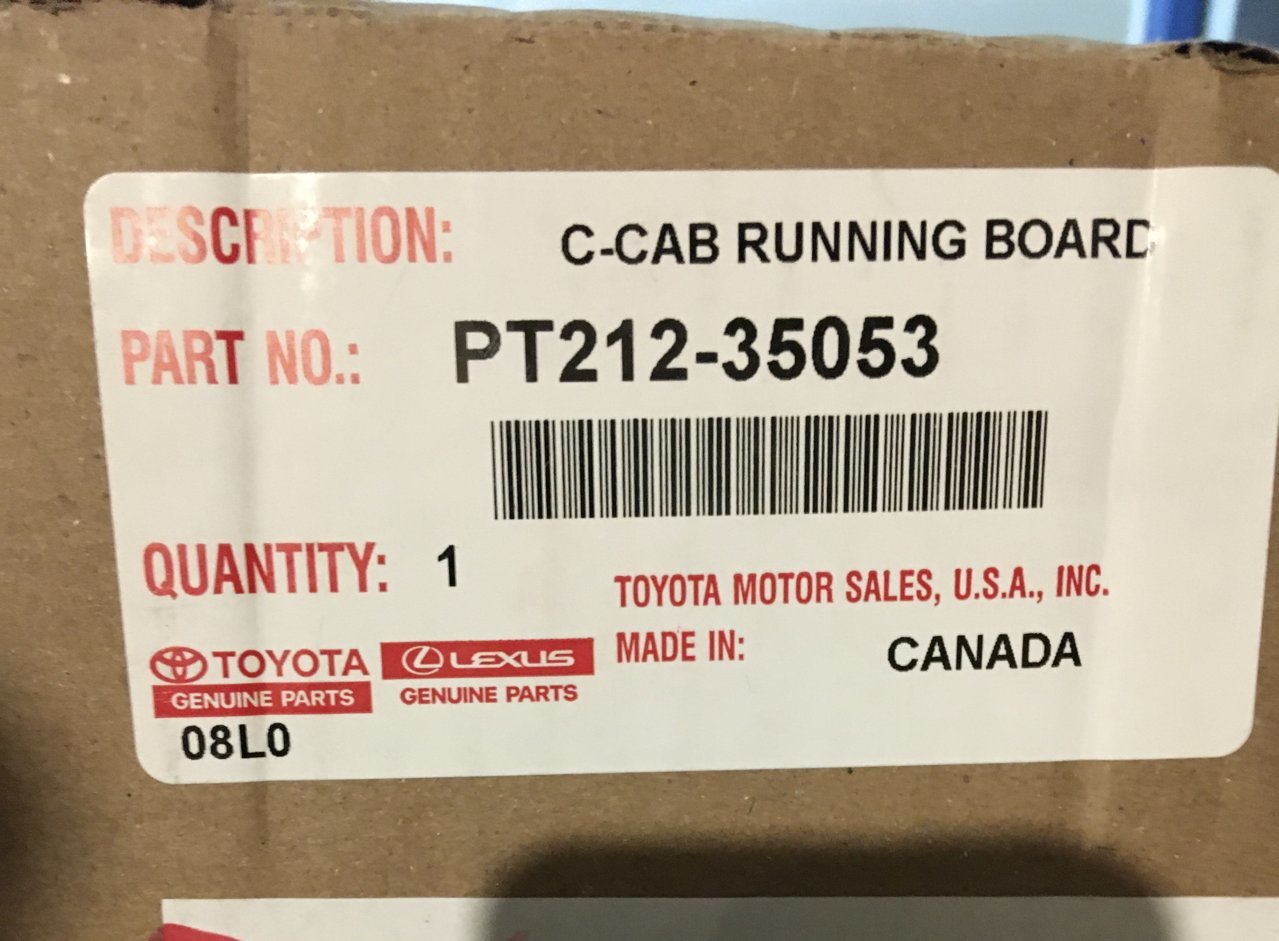 DESCRIPTION: C-CAB RUNNING BOARD
PART NO.: PT212-35053
QUANTITY: 1
TOYOTA MOTOR SALES, U.S.A., INC.
MADE IN: CANADA
TOYOTA LEXUS
GENUINE PARTS GENUINE PARTS
08L0